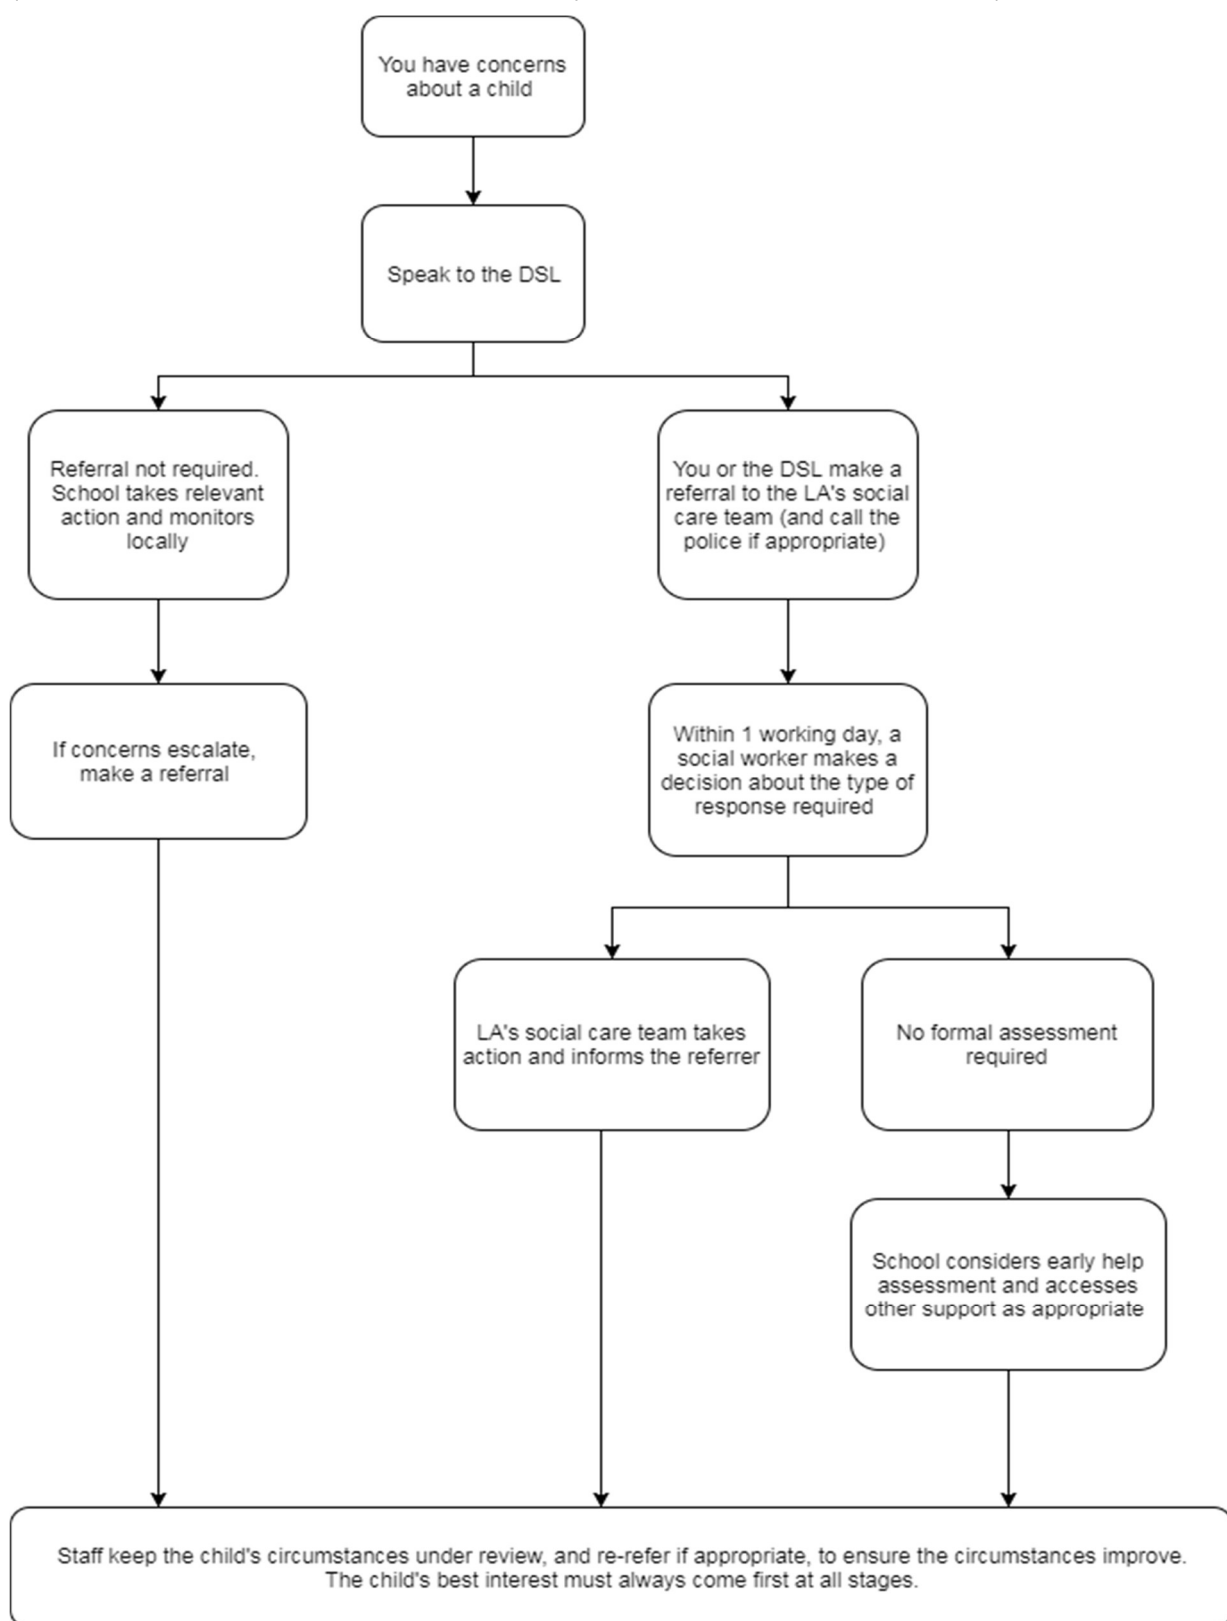 You have concerns
about a child
Speak to the DSL
Referral not required.
School takes relevant
action and monitors
locally
You or the DSL make a
referral to the LA's social
care team (and call the
police if appropriate)
If concerns escalate,
make a referral
Within 1 working day, a
social worker makes a
decision about the type of
response required
LA's social care team takes
action and informs the referrer
No formal assessment
required
School considers early help
assessment and accesses
other support as appropriate
Staff keep the child's circumstances under review, and re-refer if appropriate, to ensure the circumstances improve.
The child's best interest must always come first at all stages.